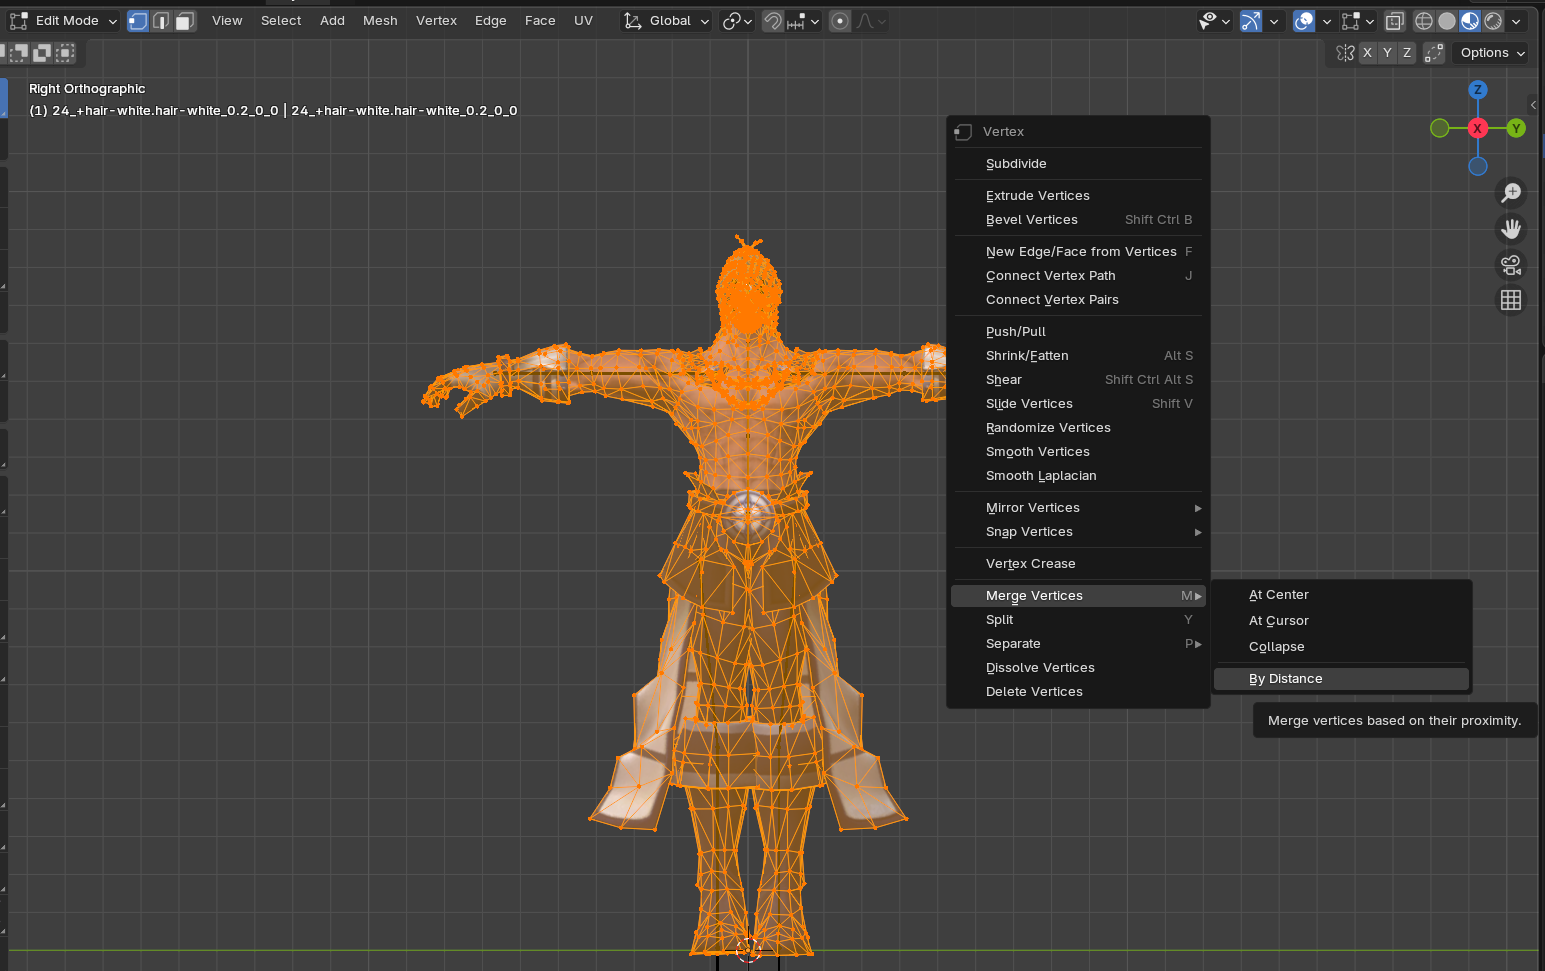 Edit Mode View Select Add Mesh Vertex Edge Face UV Global
X Y Z Options
Right Orthographic
(1) 24_+hair-white.hair-white_0.2_0_0 | 24_+hair-white.hair-white_0.2_0_0
Z
X
Y
Vertex
Subdivide
Extrude Vertices
Bevel Vertices Shift Ctrl B
New Edge/Face from Vertices F
Connect Vertex Path J
Connect Vertex Pairs
Push/Pull
Shrink/Fatten Alt S
Shear Shift Ctrl Alt S
Slide Vertices Shift V
Randomize Vertices
Smooth Vertices
Smooth Laplacian
Mirror Vertices
Snap Vertices
Vertex Crease
Merge Vertices M
Split Y
Separate P
Dissolve Vertices
Delete Vertices
At Center
At Cursor
Collapse
By Distance
Merge vertices based on their proximity.